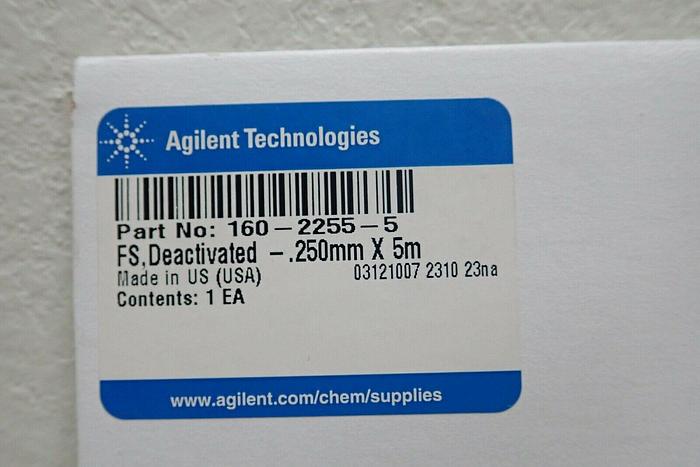 Agilent Technologies
Part No: 160-2255-5
FS,Deactivated -.250mm X 5m
Made in US (USA) 03121007 2310 23na
Contents: 1 EA
www.agilent.com/chem/supplies